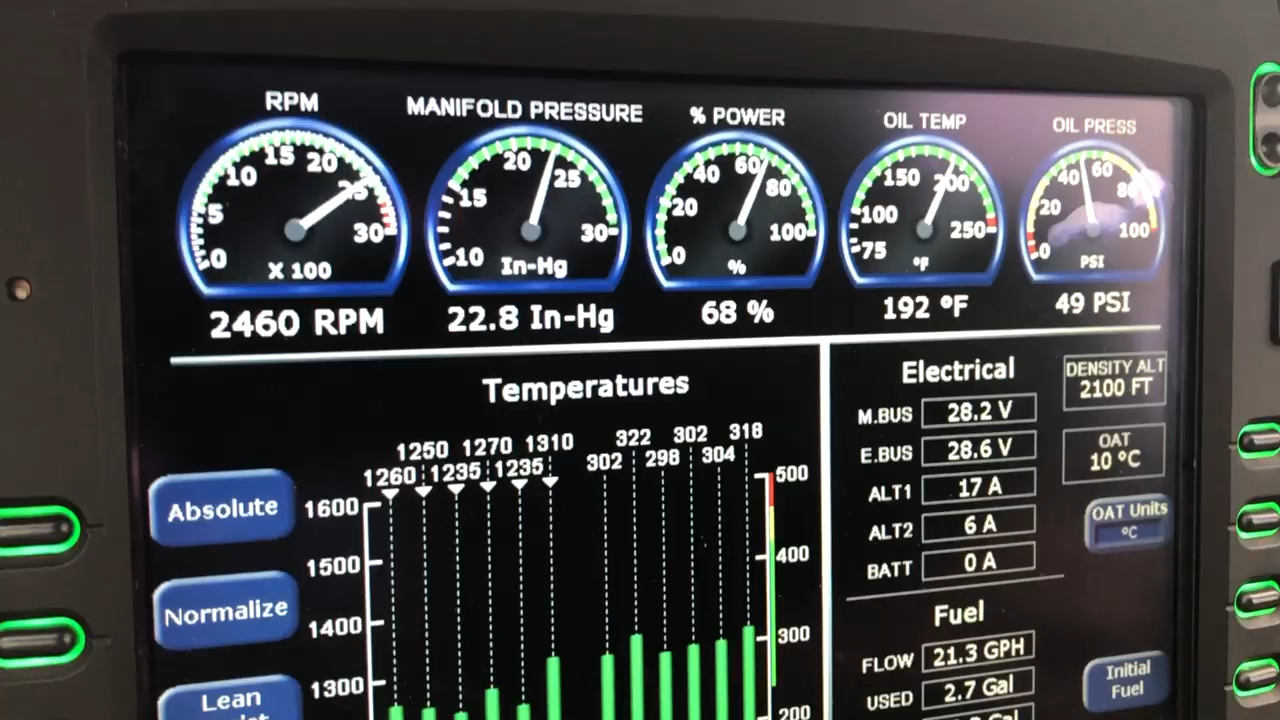 RPM
MANIFOLD PRESSURE
% POWER
OIL TEMP
OIL PRESS
0 5 10 15 20 25 30
X 100
10 15 20 25 30
In-Hg
0 20 40 60 80 100
%
75 100 150 200 250
°F
0 20 40 60 80 100
PSI
2460 RPM
22.8 In-Hg
68 %
192 °F
49 PSI
Temperatures
1250 1270 1310
1260 1235 1235
322 302 318
302 298 304
1600
1500
1400
1300
500
400
300
200
Absolute
Normalize
Lean
Electrical
M.BUS 28.2 V
E.BUS 28.6 V
ALT1 17 A
ALT2 6 A
BATT 0 A
DENSITY ALT
2100 FT
OAT
10 °C
OAT Units
°C
Fuel
FLOW 21.3 GPH
USED 2.7 Gal
Gal
Initial
Fuel